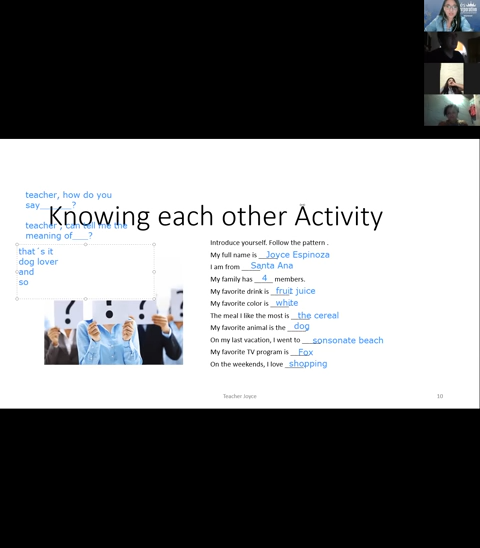 teacher, how do you
say____?
Knowing each other Activity
teacher, can tell me the
meaning of___?
that´s it
dog lover
and
so
Introduce yourself. Follow the pattern .
My full name is Joyce Espinoza
I am from Santa Ana
My family has 4 members.
My favorite drink is fruit juice
My favorite color is white
The meal I like the most is the cereal
My favorite animal is the dog
On my last vacation, I went to sonsonate beach
My favorite TV program is Fox
On the weekends, I love shopping
Teacher Joyce
10